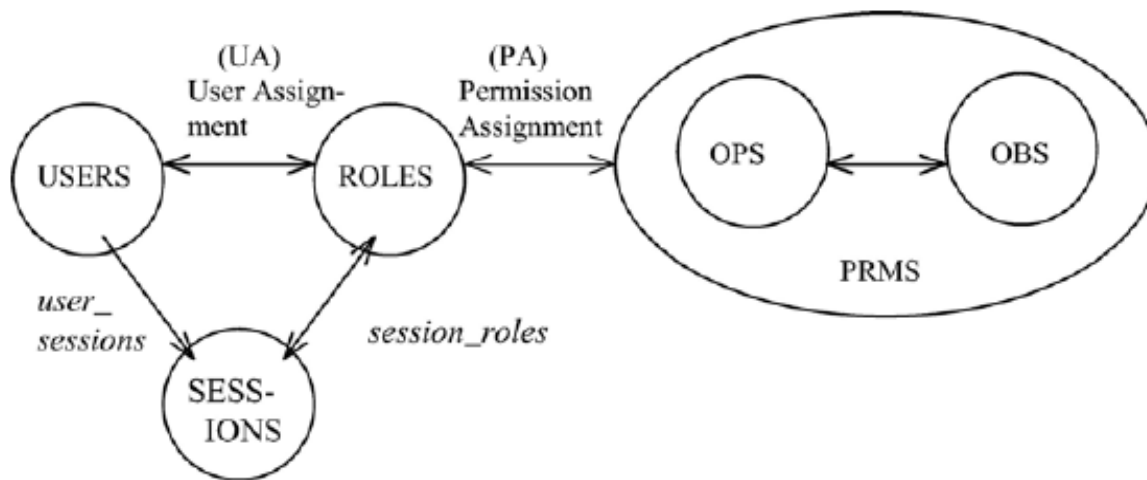 (UA)
User Assign-
ment
(PA)
Permission
Assignment
USERS
ROLES
OPS
OBS
PRMS
user_
sessions
session_roles
SESS-
IONS